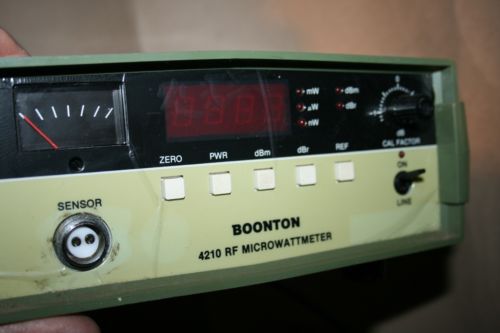 mW
µW
nW
dBm
dBr
0
dB
CAL FACTOR
ZERO
PWR
dBm
dBr
REF
ON
LINE
SENSOR
BOONTON
4210 RF MICROWATTMETER